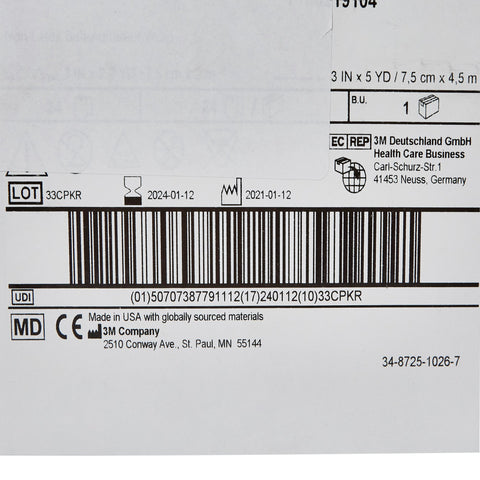 19104
3 IN × 5 YD / 7,5 cm × 4,5 m
B.U. 1
EC REP 3M Deutschland GmbH
Health Care Business
Carl-Schurz-Str.1
41453 Neuss, Germany
LOT 33CPKR 2024-01-12 2021-01-12
UDI (01)50707387791112(17)240112(10)33CPKR
MD CE Made in USA with globally sourced materials
3M Company
2510 Conway Ave., St. Paul, MN 55144
34-8725-1026-7